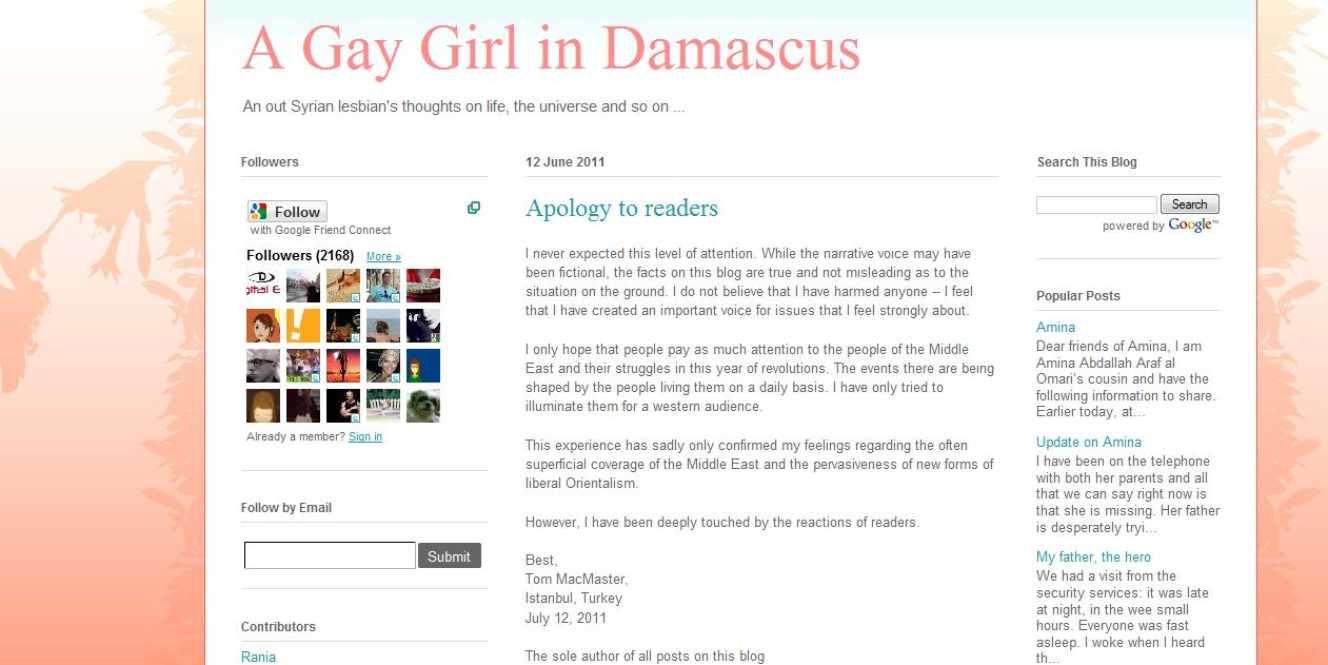 A Gay Girl in Damascus
An out Syrian lesbian's thoughts on life, the universe and so on ...
Followers
Follow
with Google Friend Connect
Followers (2168) More »
Already a member? Sign in
Follow by Email
Submit
Contributors
Rania
12 June 2011
Apology to readers
I never expected this level of attention. While the narrative voice may have
been fictional, the facts on this blog are true and not misleading as to the
situation on the ground. I do not believe that I have harmed anyone – I feel
that I have created an important voice for issues that I feel strongly about.
I only hope that people pay as much attention to the people of the Middle
East and their struggles in this year of revolutions. The events there are being
shaped by the people living them on a daily basis. I have only tried to
illuminate them for a western audience.
This experience has sadly only confirmed my feelings regarding the often
superficial coverage of the Middle East and the pervasiveness of new forms of
liberal Orientalism.
However, I have been deeply touched by the reactions of readers.
Best,
Tom MacMaster,
Istanbul, Turkey
July 12, 2011
The sole author of all posts on this blog
Search This Blog
Search
powered by Google™
Popular Posts
Amina
Dear friends of Amina, I am
Amina Abdallah Araf al
Omari's cousin and have the
following information to share.
Earlier today, at...
Update on Amina
I have been on the telephone
with both her parents and all
that we can say right now is
that she is missing. Her father
is desperately tryi...
My father, the hero
We had a visit from the
security services: it was late
at night, in the wee small
hours. Everyone was fast
asleep. I woke when I heard
th...